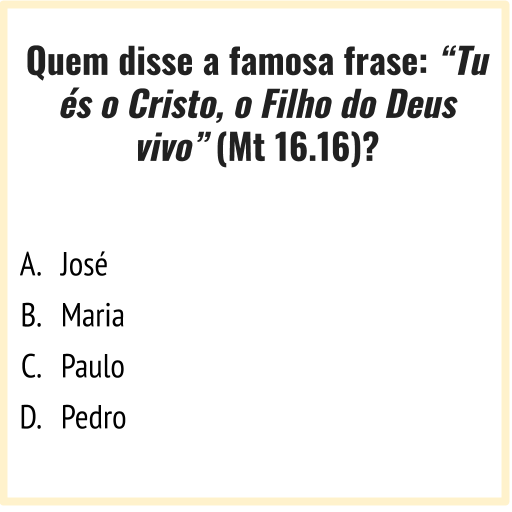 Quem disse a famosa frase: “Tu
és o Cristo, o Filho do Deus
vivo” (Mt 16.16)?
A. José
B. Maria
C. Paulo
D. Pedro